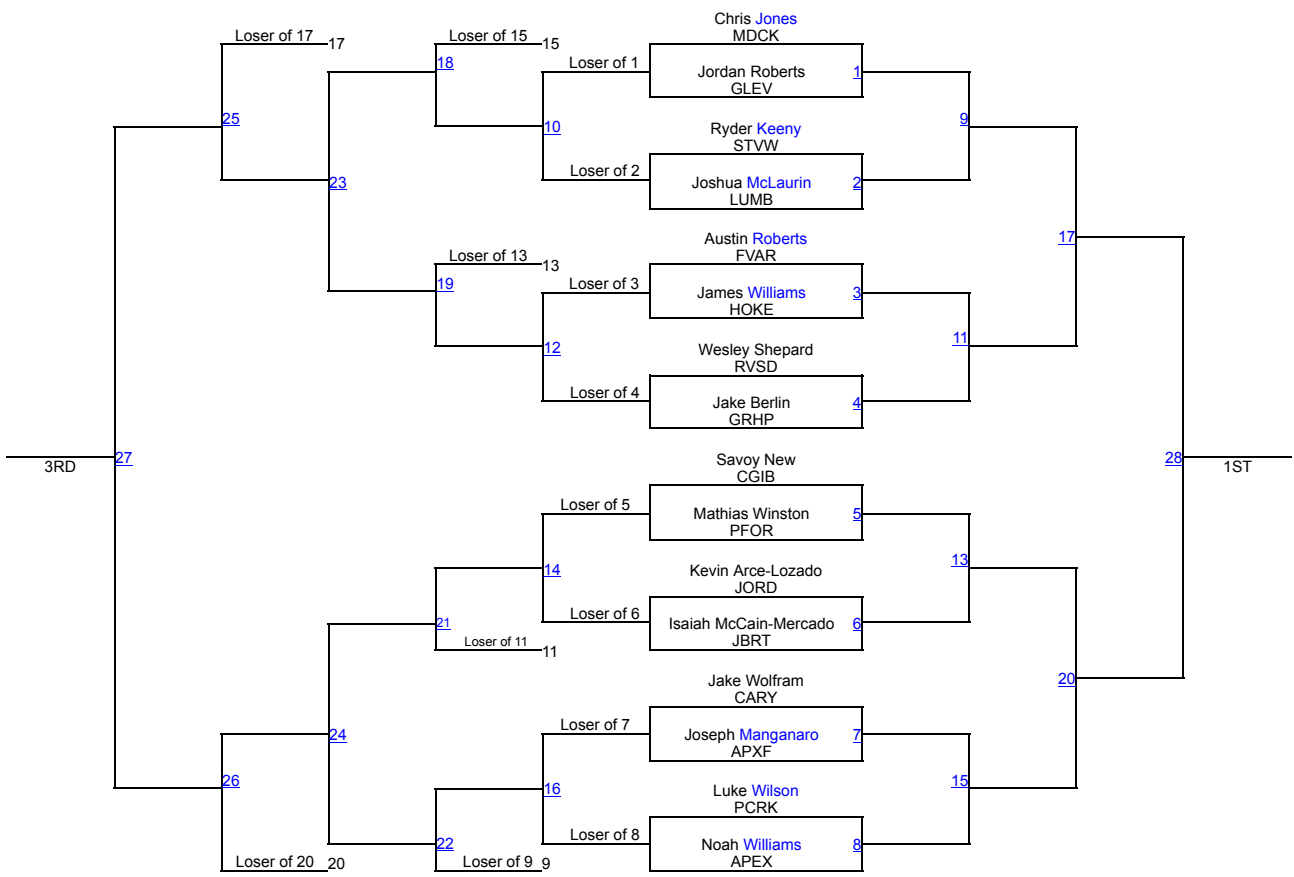 Chris Jones
MDCK
Loser of 17 17
Loser of 15 15
18
Loser of 1
Jordan Roberts 1
GLEV
25
10
Ryder Keeny
STVW
9
Loser of 2
23
Joshua McLaurin 2
LUMB
Austin Roberts
FVAR
17
Loser of 13 13
19
Loser of 3
James Williams 3
HOKE
12
11
Wesley Shepard
RVSD
Loser of 4
Jake Berlin 4
GRHP
3RD
27
Savoy New
CGIB
28
1ST
Loser of 5
Mathias Winston 5
PFOR
14
13
Kevin Arce-Lozado
JORD
Loser of 6
21
Isaiah McCain-Mercado 6
JBRT
Loser of 11 11
Jake Wolfram
CARY
20
Loser of 7
24
Joseph Manganaro 7
APXF
26
16
Luke Wilson
PCRK
15
Loser of 8
22
Noah Williams 8
APEX
Loser of 20 20
Loser of 9 9